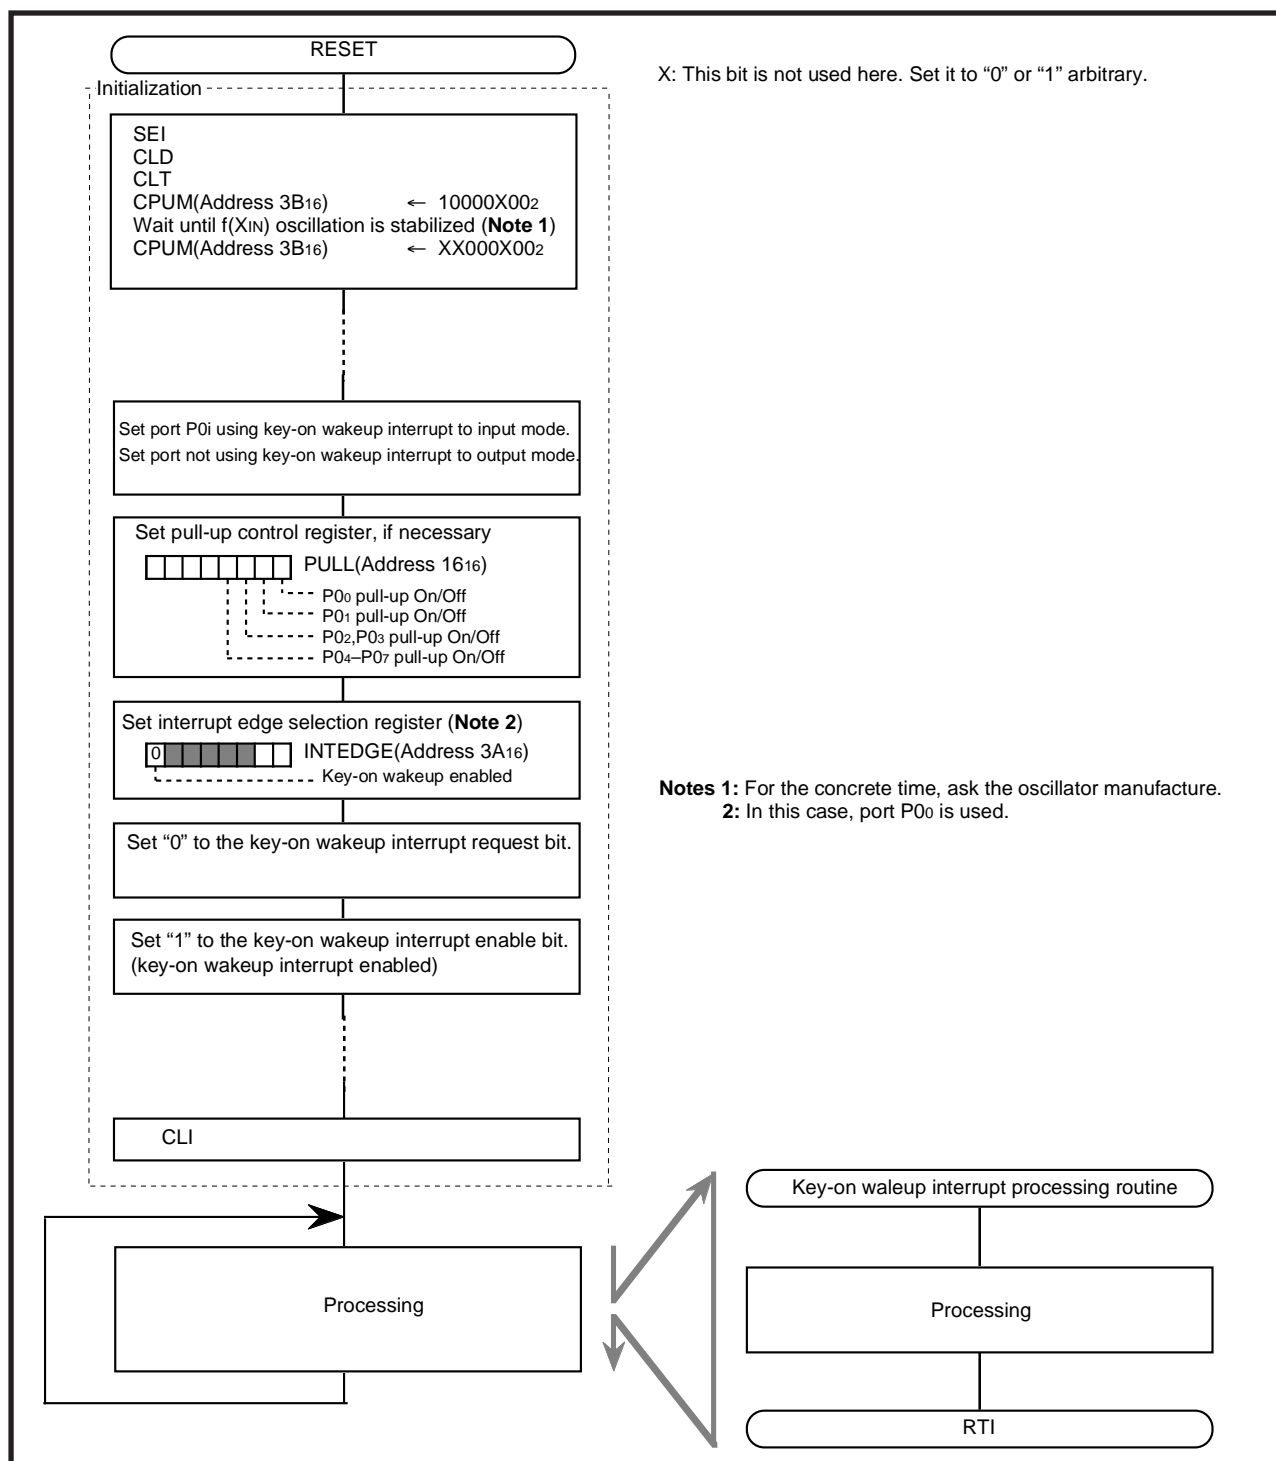 RESET
X: This bit is not used here. Set it to “0” or “1” arbitrary.
Initialization
SEI
CLD
CLT
CPUM(Address 3B16) ← 10000X002
Wait until f(XIN) oscillation is stabilized (Note 1)
CPUM(Address 3B16) ← XX000X002
Set port P0i using key-on wakeup interrupt to input mode.
Set port not using key-on wakeup interrupt to output mode.
Set pull-up control register, if necessary
PULL(Address 1616)
P00 pull-up On/Off
P01 pull-up On/Off
P02,P03 pull-up On/Off
P04–P07 pull-up On/Off
Set interrupt edge selection register (Note 2)
0 INTEDGE(Address 3A16)
Key-on wakeup enabled
Notes 1: For the concrete time, ask the oscillator manufacture.
2: In this case, port P00 is used.
Set “0” to the key-on wakeup interrupt request bit.
Set “1” to the key-on wakeup interrupt enable bit.
(key-on wakeup interrupt enabled)
CLI
Key-on waleup interrupt processing routine
Processing
Processing
RTI